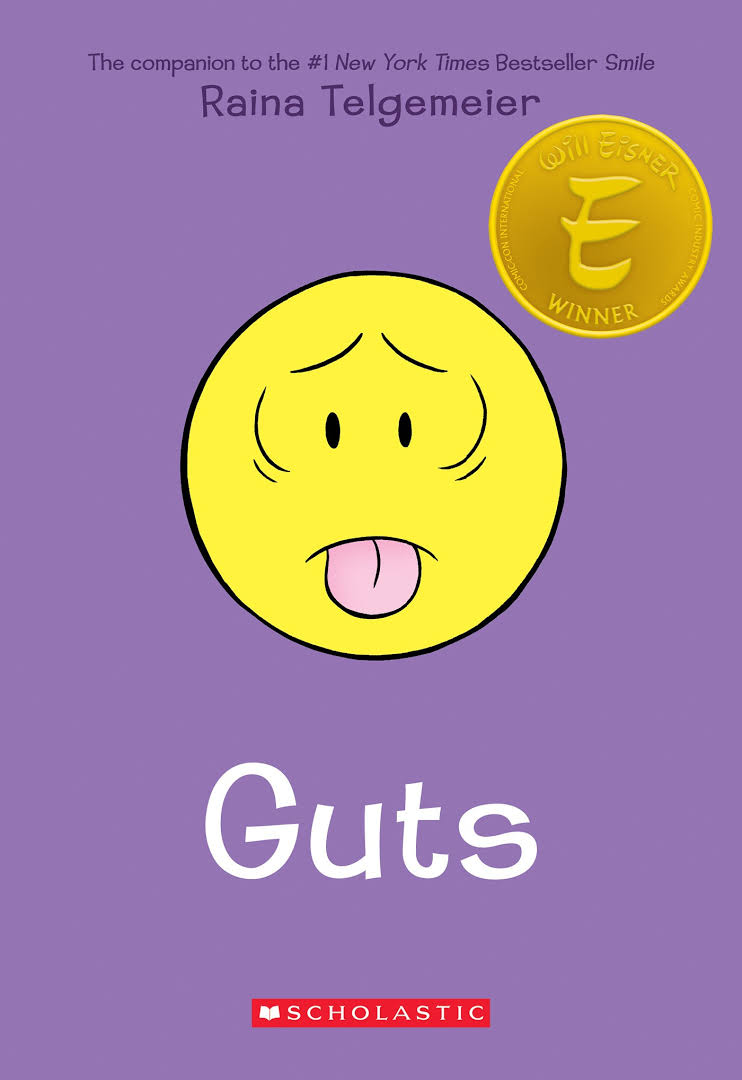 The companion to the #1 New York Times Bestseller Smile
Raina Telgemeier
Will Eisner
COMIC-CON INTERNATIONAL
COMIC INDUSTRY AWARDS
E
WINNER
Guts
SCHOLASTIC